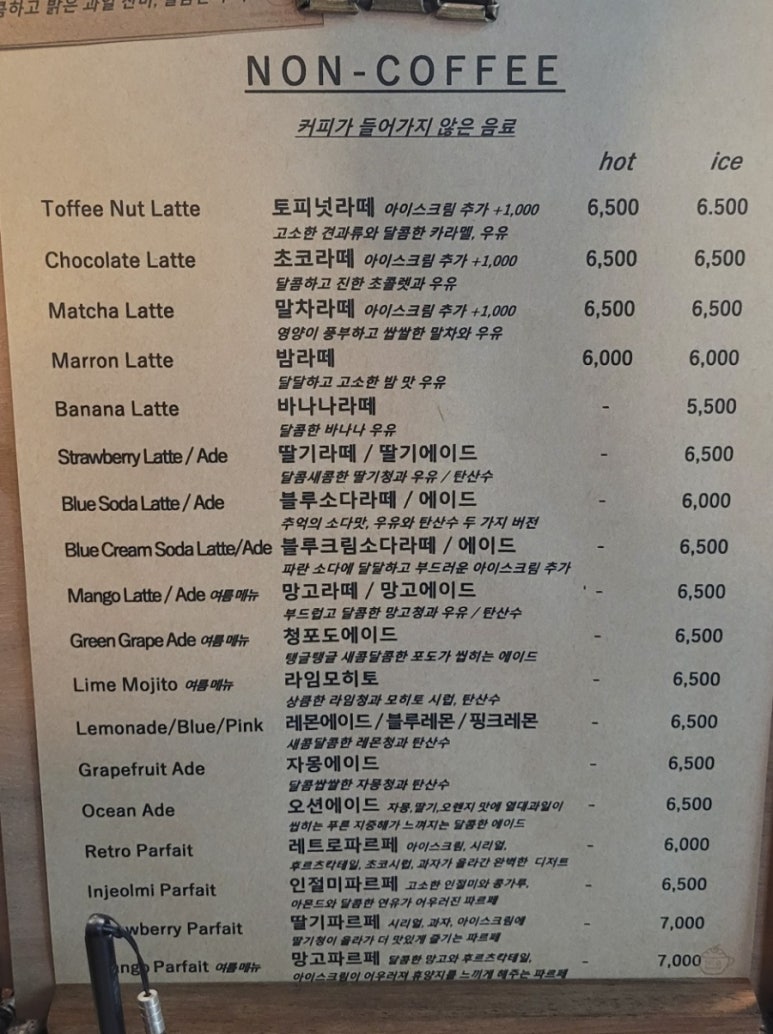 하고 밝은 과일
NON-COFFEE
커피가 들어가지 않은 음료
hot ice
Toffee Nut Latte 토피넛라떼 아이스크림 추가 +1,000 6,500 6.500
고소한 견과류와 달콤한 카라멜, 우유
Chocolate Latte 초코라떼 아이스크림 추가 +1,000 6,500 6,500
달콤하고 진한 초콜렛과 우유
Matcha Latte 말차라떼 아이스크림 추가 +1,000 6,500 6,500
영양이 풍부하고 쌉쌀한 말차와 우유
Marron Latte 밤라떼 6,000 6,000
달달하고 고소한 밤 맛 우유
Banana Latte 바나나라떼 - 5,500
달콤한 바나나 우유
Strawberry Latte / Ade 딸기라떼 / 딸기에이드 - 6,500
달콤새콤한 딸기청과 우유 / 탄산수
Blue Soda Latte / Ade 블루소다라떼 / 에이드 - 6,000
추억의 소다맛, 우유와 탄산수 두 가지 버전
Blue Cream Soda Latte/Ade 블루크림소다라떼 / 에이드 - 6,500
파란 소다에 달달하고 부드러운 아이스크림 추가
Mango Latte / Ade 여름메뉴 망고라떼 / 망고에이드 - 6,500
부드럽고 달콤한 망고청과 우유 / 탄산수
Green Grape Ade 여름메뉴 청포도에이드 - 6,500
탱글탱글 새콤달콤한 포도가 씹히는 에이드
Lime Mojito 여름메뉴 라임모히토 - 6,500
상큼한 라임청과 모히토 시럽, 탄산수
Lemonade/Blue/Pink 레몬에이드 / 블루레몬 / 핑크레몬 - 6,500
새콤달콤한 레몬청과 탄산수
Grapefruit Ade 자몽에이드 - 6,500
달콤쌉쌀한 자몽청과 탄산수
Ocean Ade 오션에이드 자몽,딸기,오렌지 맛에 열대과일이 - 6,500
씹히는 푸른 지중해가 느껴지는 달콤한 에이드
Retro Parfait 레트로파르페 아이스크림, 시리얼, - 6,000
후르츠칵테일, 초코시럽, 과자가 올라간 완벽한 디저트
Injeolmi Parfait 인절미파르페 고소한 인절미와 콩가루, - 6,500
아몬드와 달콤한 연유가 어우러진 파르페
wberry Parfait 딸기파르페 시리얼, 과자, 아이스크림에 - 7,000
딸기청이 올라가 더 맛있게 즐기는 파르페
ngo Parfait 여름메뉴 망고파르페 달콤한 망고와 후르츠칵테일, - 7,000
아이스크림이 어우러져 휴양지를 느끼게 해주는 파르페